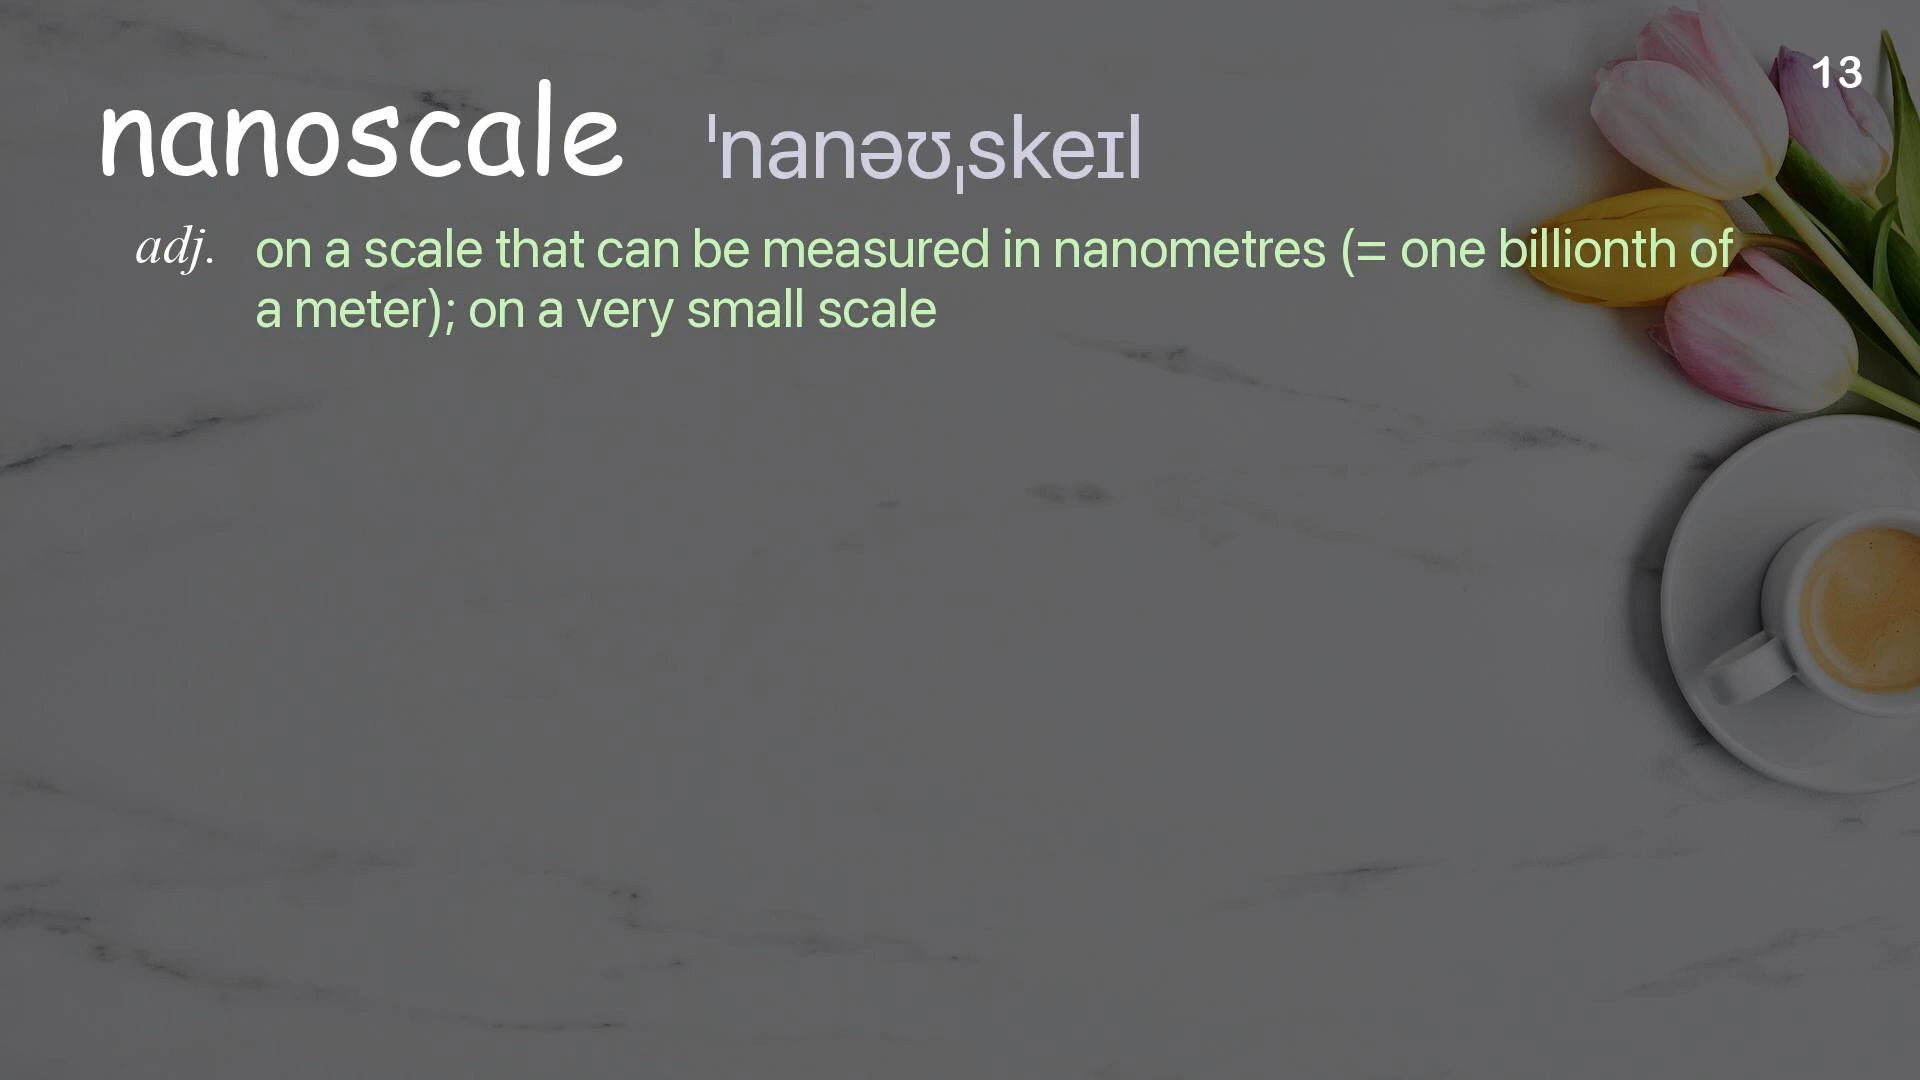 13
nanoscale ˈnanəʊˌskeɪl
adj. on a scale that can be measured in nanometres (= one billionth of
a meter); on a very small scale